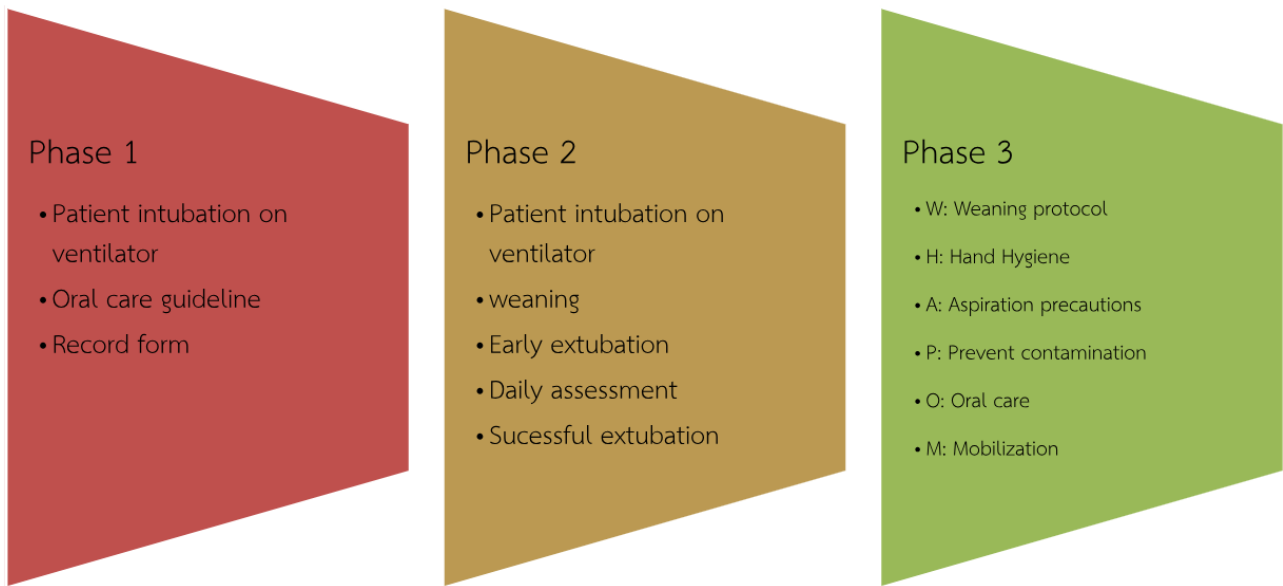 Phase 1
• Patient intubation on
ventilator
• Oral care guideline
• Record form
Phase 2
• Patient intubation on
ventilator
• weaning
• Early extubation
• Daily assessment
• Sucessful extubation
Phase 3
• W: Weaning protocol
• H: Hand Hygiene
• A: Aspiration precautions
• P: Prevent contamination
• O: Oral care
• M: Mobilization